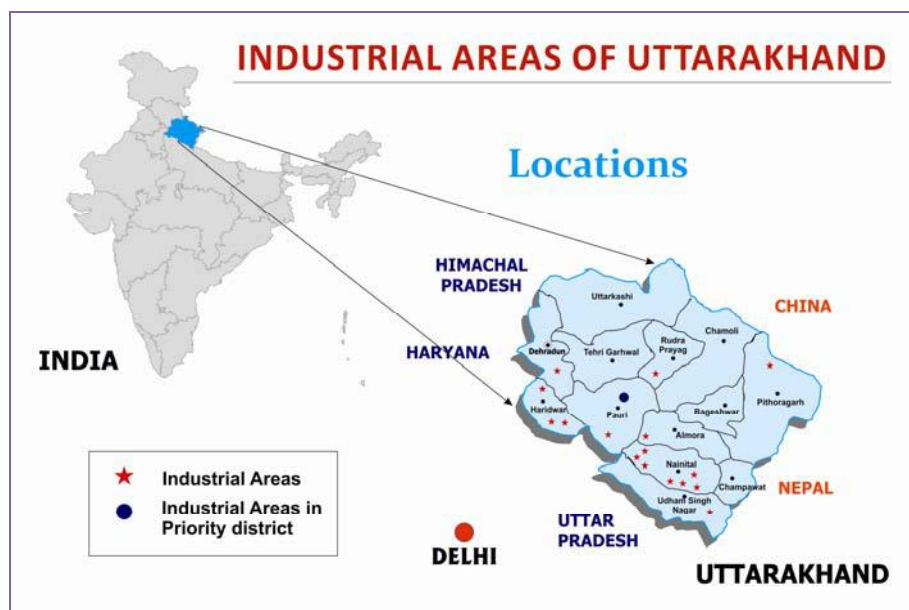 INDUSTRIAL AREAS OF UTTARAKHAND
Locations
HIMACHAL
PRADESH
HARYANA
CHINA
NEPAL
UTTAR
PRADESH
INDIA
DELHI
UTTARAKHAND
Uttarkashi
Dehradun
Tehri Garhwal
Rudra
Prayag
Chamoli
Haridwar
Pauri
Bageshwar
Pithoragarh
Almora
Nainital
Champawat
Udham Singh
Nagar
Industrial Areas
Industrial Areas in
Priority district